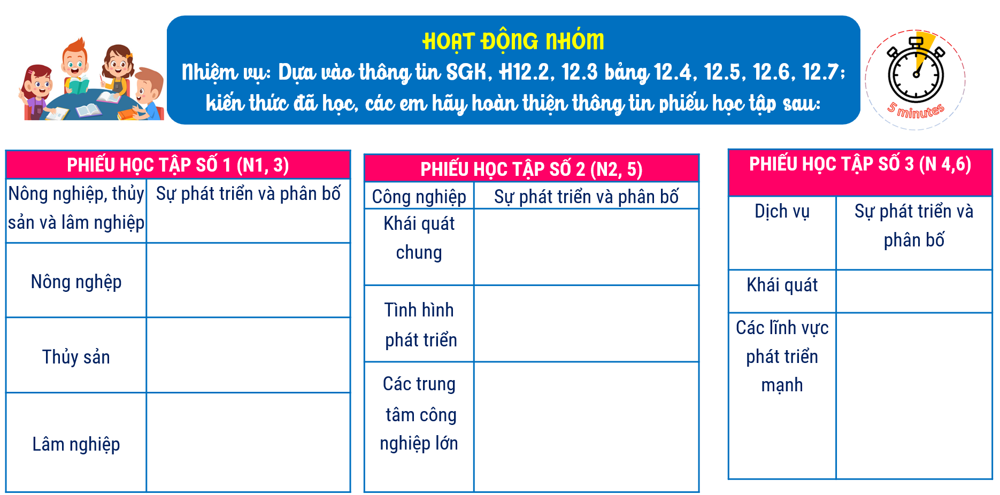 HOẠT ĐỘNG NHÓM
Nhiệm vụ: Dựa vào thông tin SGK, H12.2, 12.3 bảng 12.4, 12.5, 12.6, 12.7;
kiến thức đã học, các em hãy hoàn thiện thông tin phiếu học tập sau:
5 minutes
PHIẾU HỌC TẬP SỐ 1 (N1, 3)
Nông nghiệp, thủy
sản và lâm nghiệp
Sự phát triển và phân bố
Nông nghệp
Thủy sản
Lâm nghiệp
PHIẾU HỌC TẬP SỐ 2 (N2, 5)
Công nghiệp
Sự phát triển và phân bố
Khái quát
chung
Tình hình
phát triển
Các trung
tâm công
nghiệp lớn
PHIẾU HỌC TẬP SỐ 3 (N 4,6)
Dịch vụ
Sự phát triển và
phân bố
Khái quát
Các lĩnh vực
phát triển
mạnh